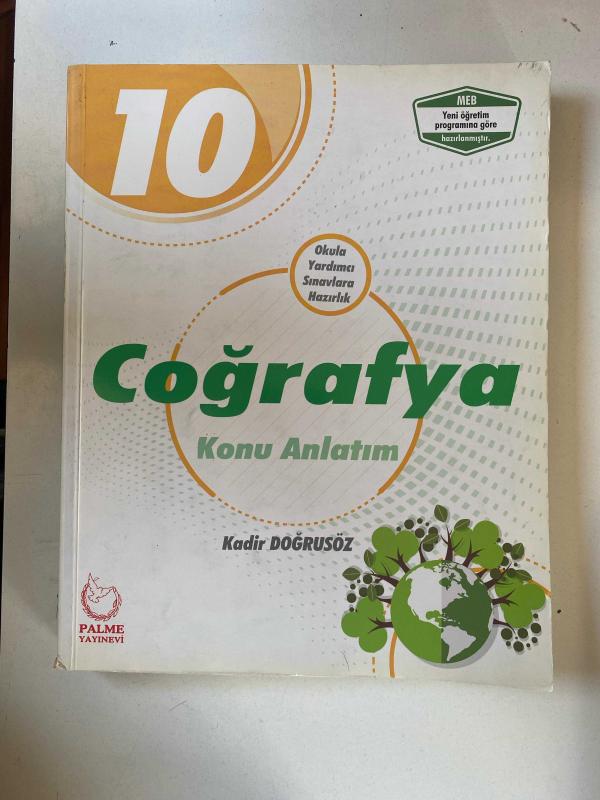 10
MEB
Yeni öğretim
programına göre
hazırlanmıştır.
Okula
Yardımcı
Sınavlara
Hazırlık
Coğrafya
Konu Anlatım
Kadir DOĞRUSÖZ
PALME
YAYINEVİ